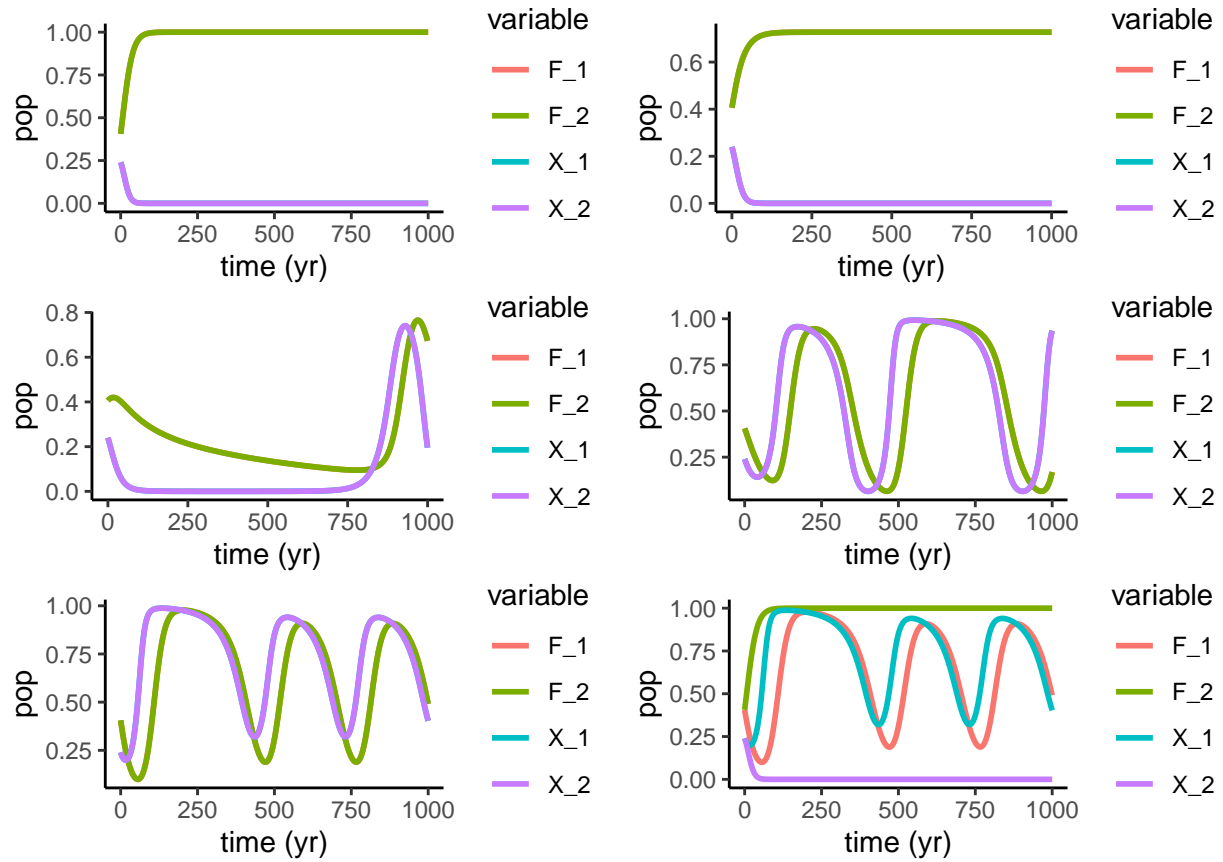 variable
1.00
0.75
0.50
0.25
0.00
pop
0 250 500 750 1000
time (yr)
F_1
F_2
X_1
X_2
variable
0.6
0.4
0.2
0.0
pop
0 250 500 750 1000
time (yr)
F_1
F_2
X_1
X_2
variable
0.8
0.6
0.4
0.2
0.0
pop
0 250 500 750 1000
time (yr)
F_1
F_2
X_1
X_2
variable
1.00
0.75
0.50
0.25
pop
0 250 500 750 1000
time (yr)
F_1
F_2
X_1
X_2
variable
1.00
0.75
0.50
0.25
pop
0 250 500 750 1000
time (yr)
F_1
F_2
X_1
X_2
variable
1.00
0.75
0.50
0.25
0.00
pop
0 250 500 750 1000
time (yr)
F_1
F_2
X_1
X_2